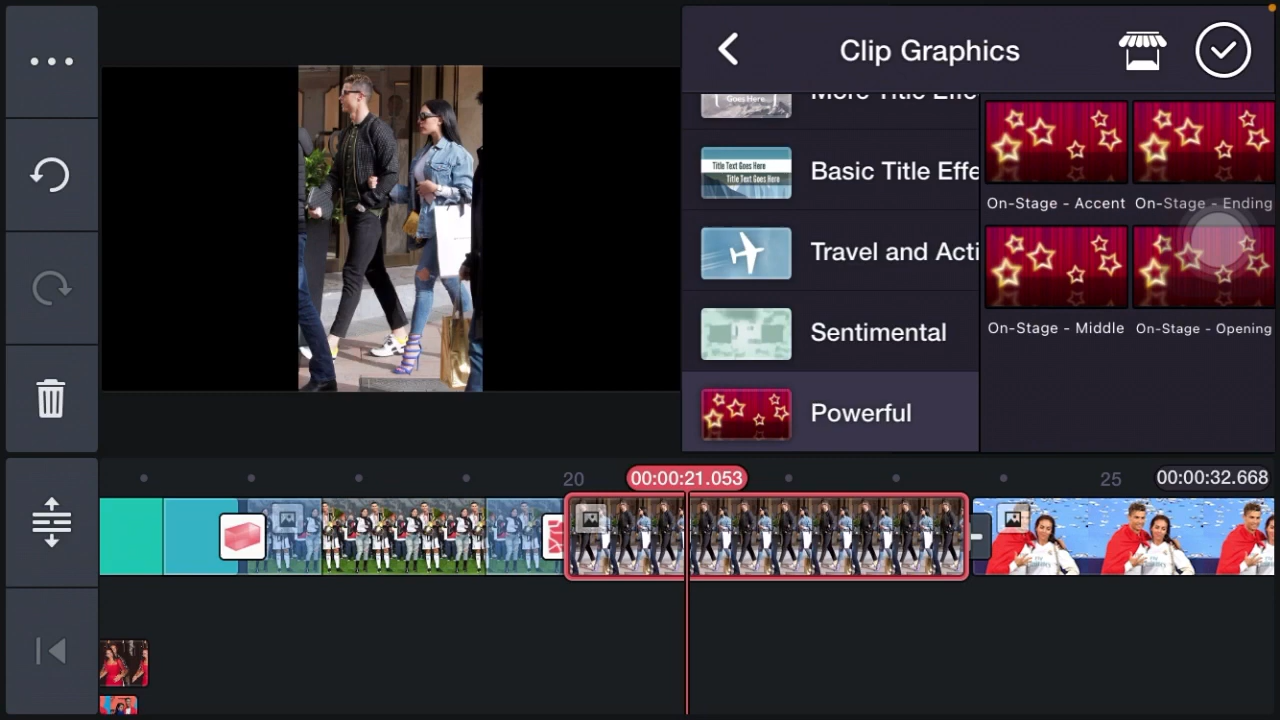 Clip Graphics
Goes Here
More Title Effe
Title Text Goes Here
Title Text Goes Here
Basic Title Effe
Travel and Acti
Sentimental
Powerful
On-Stage - Accent
On-Stage - Ending
On-Stage - Middle
On-Stage - Opening
20
00:00:21.053
25
00:00:32.668